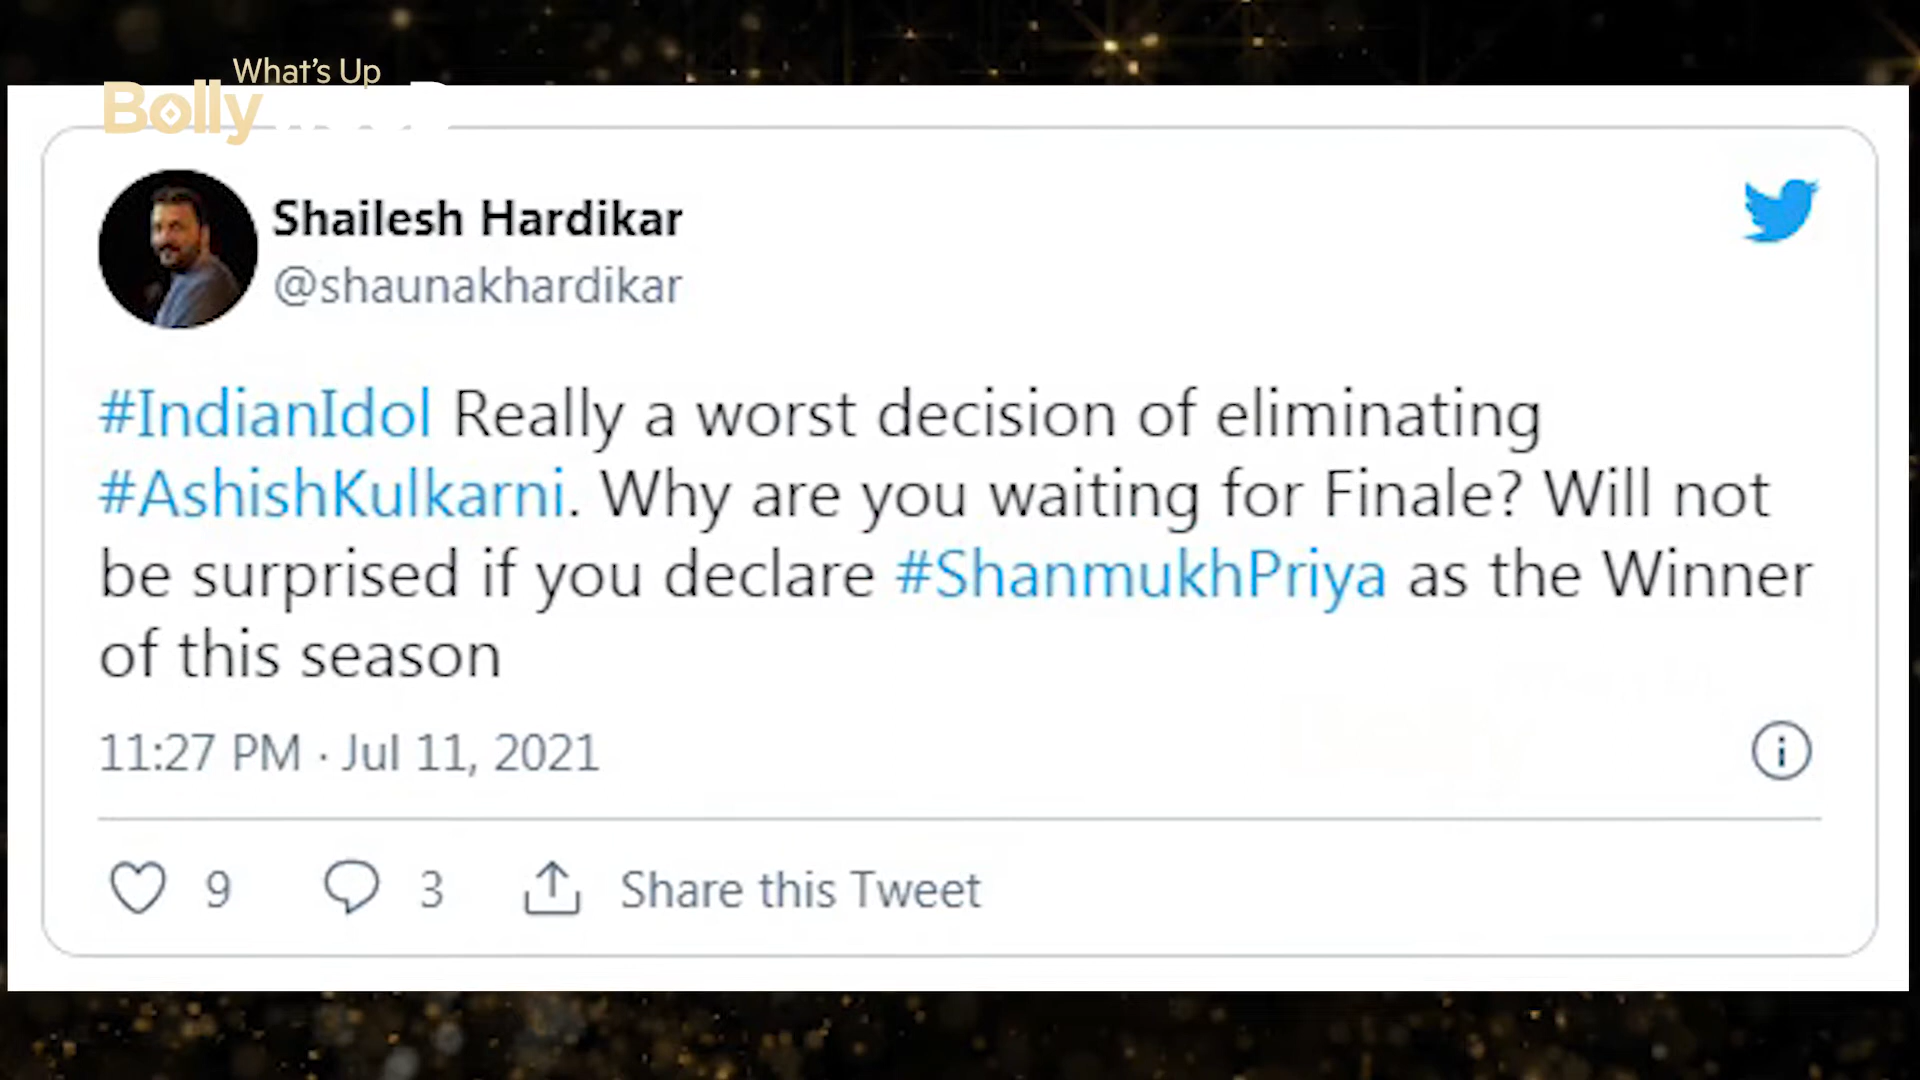 What's Up
Bolly
Shailesh Hardikar
@shaunakhardikar
#IndianIdol Really a worst decision of eliminating
#AshishKulkarni. Why are you waiting for Finale? Will not
be surprised if you declare #ShanmukhPriya as the Winner
of this season
11:27 PM · Jul 11, 2021
9 3 Share this Tweet